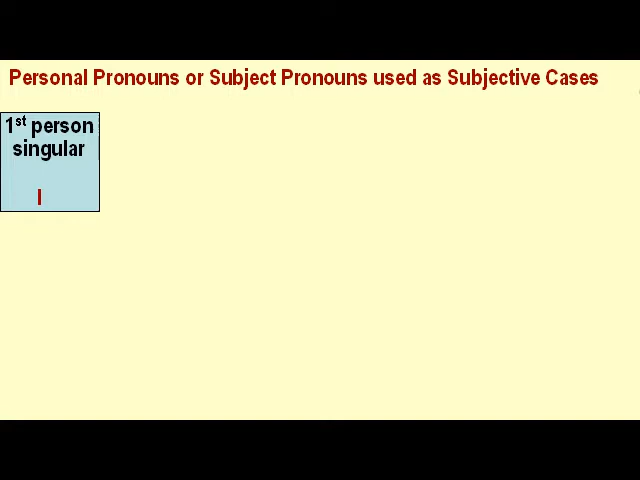 Personal Pronouns or Subject Pronouns used as Subjective Cases
1st person
singular
I